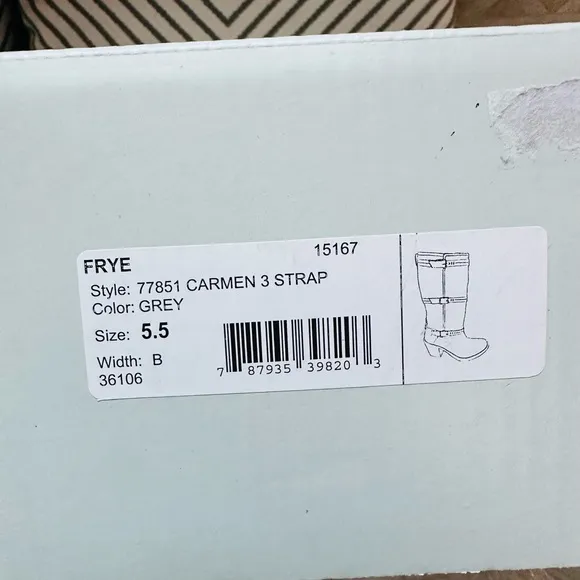 FRYE 15167
Style: 77851 CARMEN 3 STRAP
Color: GREY
Size: 5.5
Width: B
36106
7 87935 39820 3